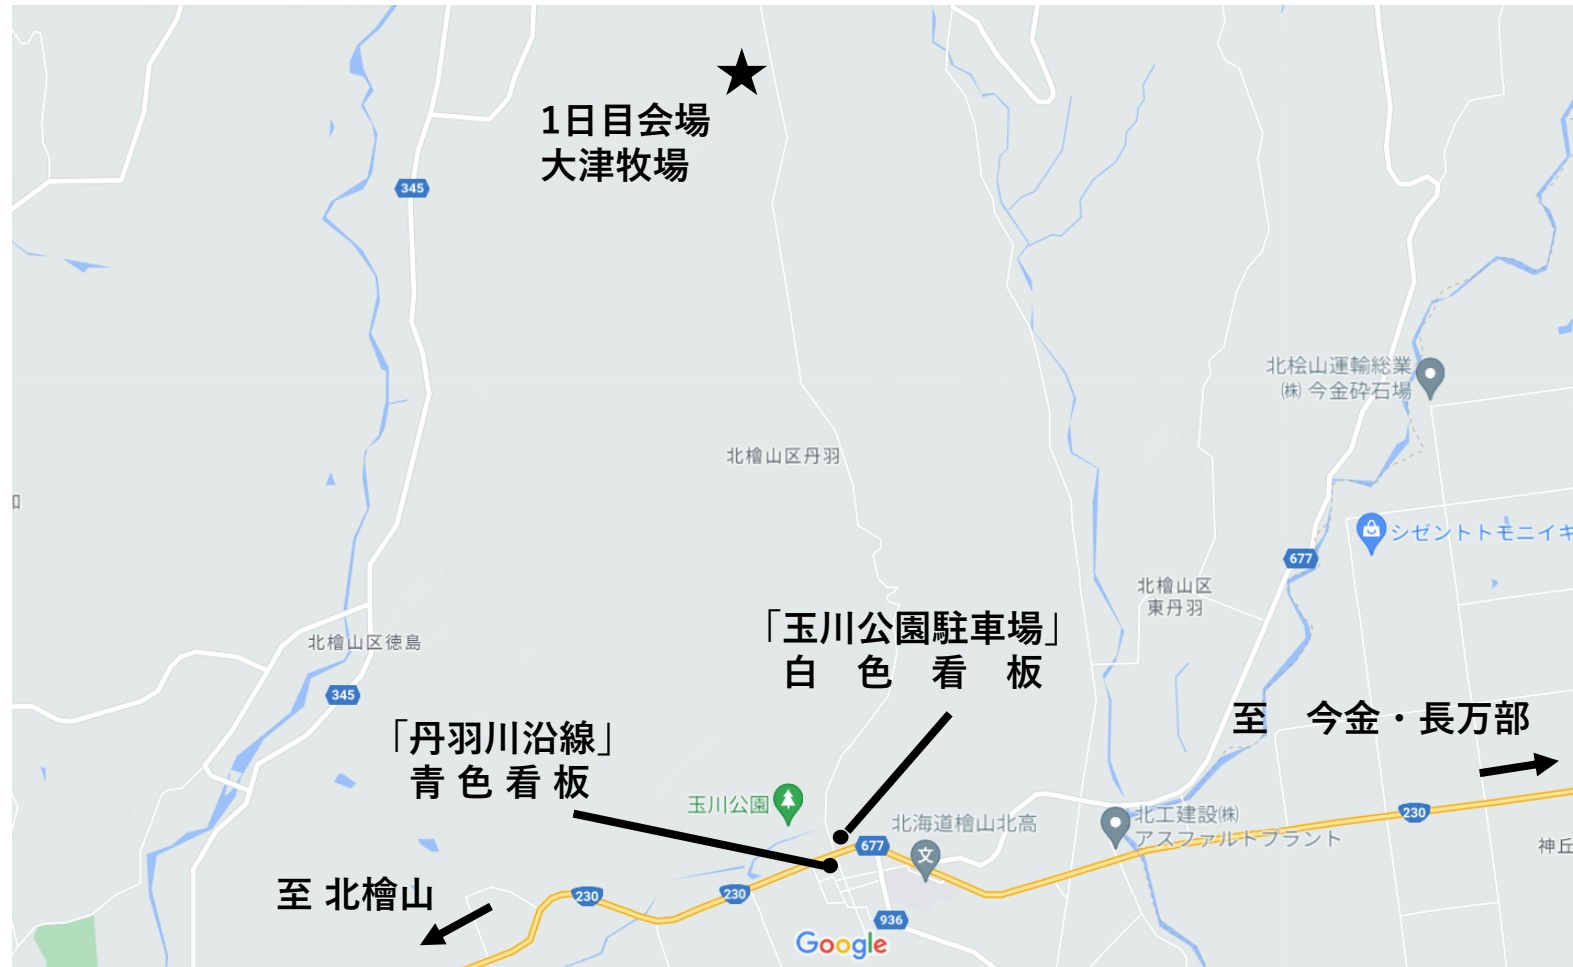 1日目会場
大津牧場
345
北桧山運輸総業
㈱ 今金砕石場
北檜山区丹羽
シゼントトモニイキ
677
北檜山区
東丹羽
「玉川公園駐車場」
白色看板
北檜山区徳島
345
至 今金・長万部
「丹羽川沿線」
青色看板
玉川公園
北海道檜山北高
文
北工建設㈱
アスファルトプラント
230
神丘
677
至 北檜山
230
230
936
Google